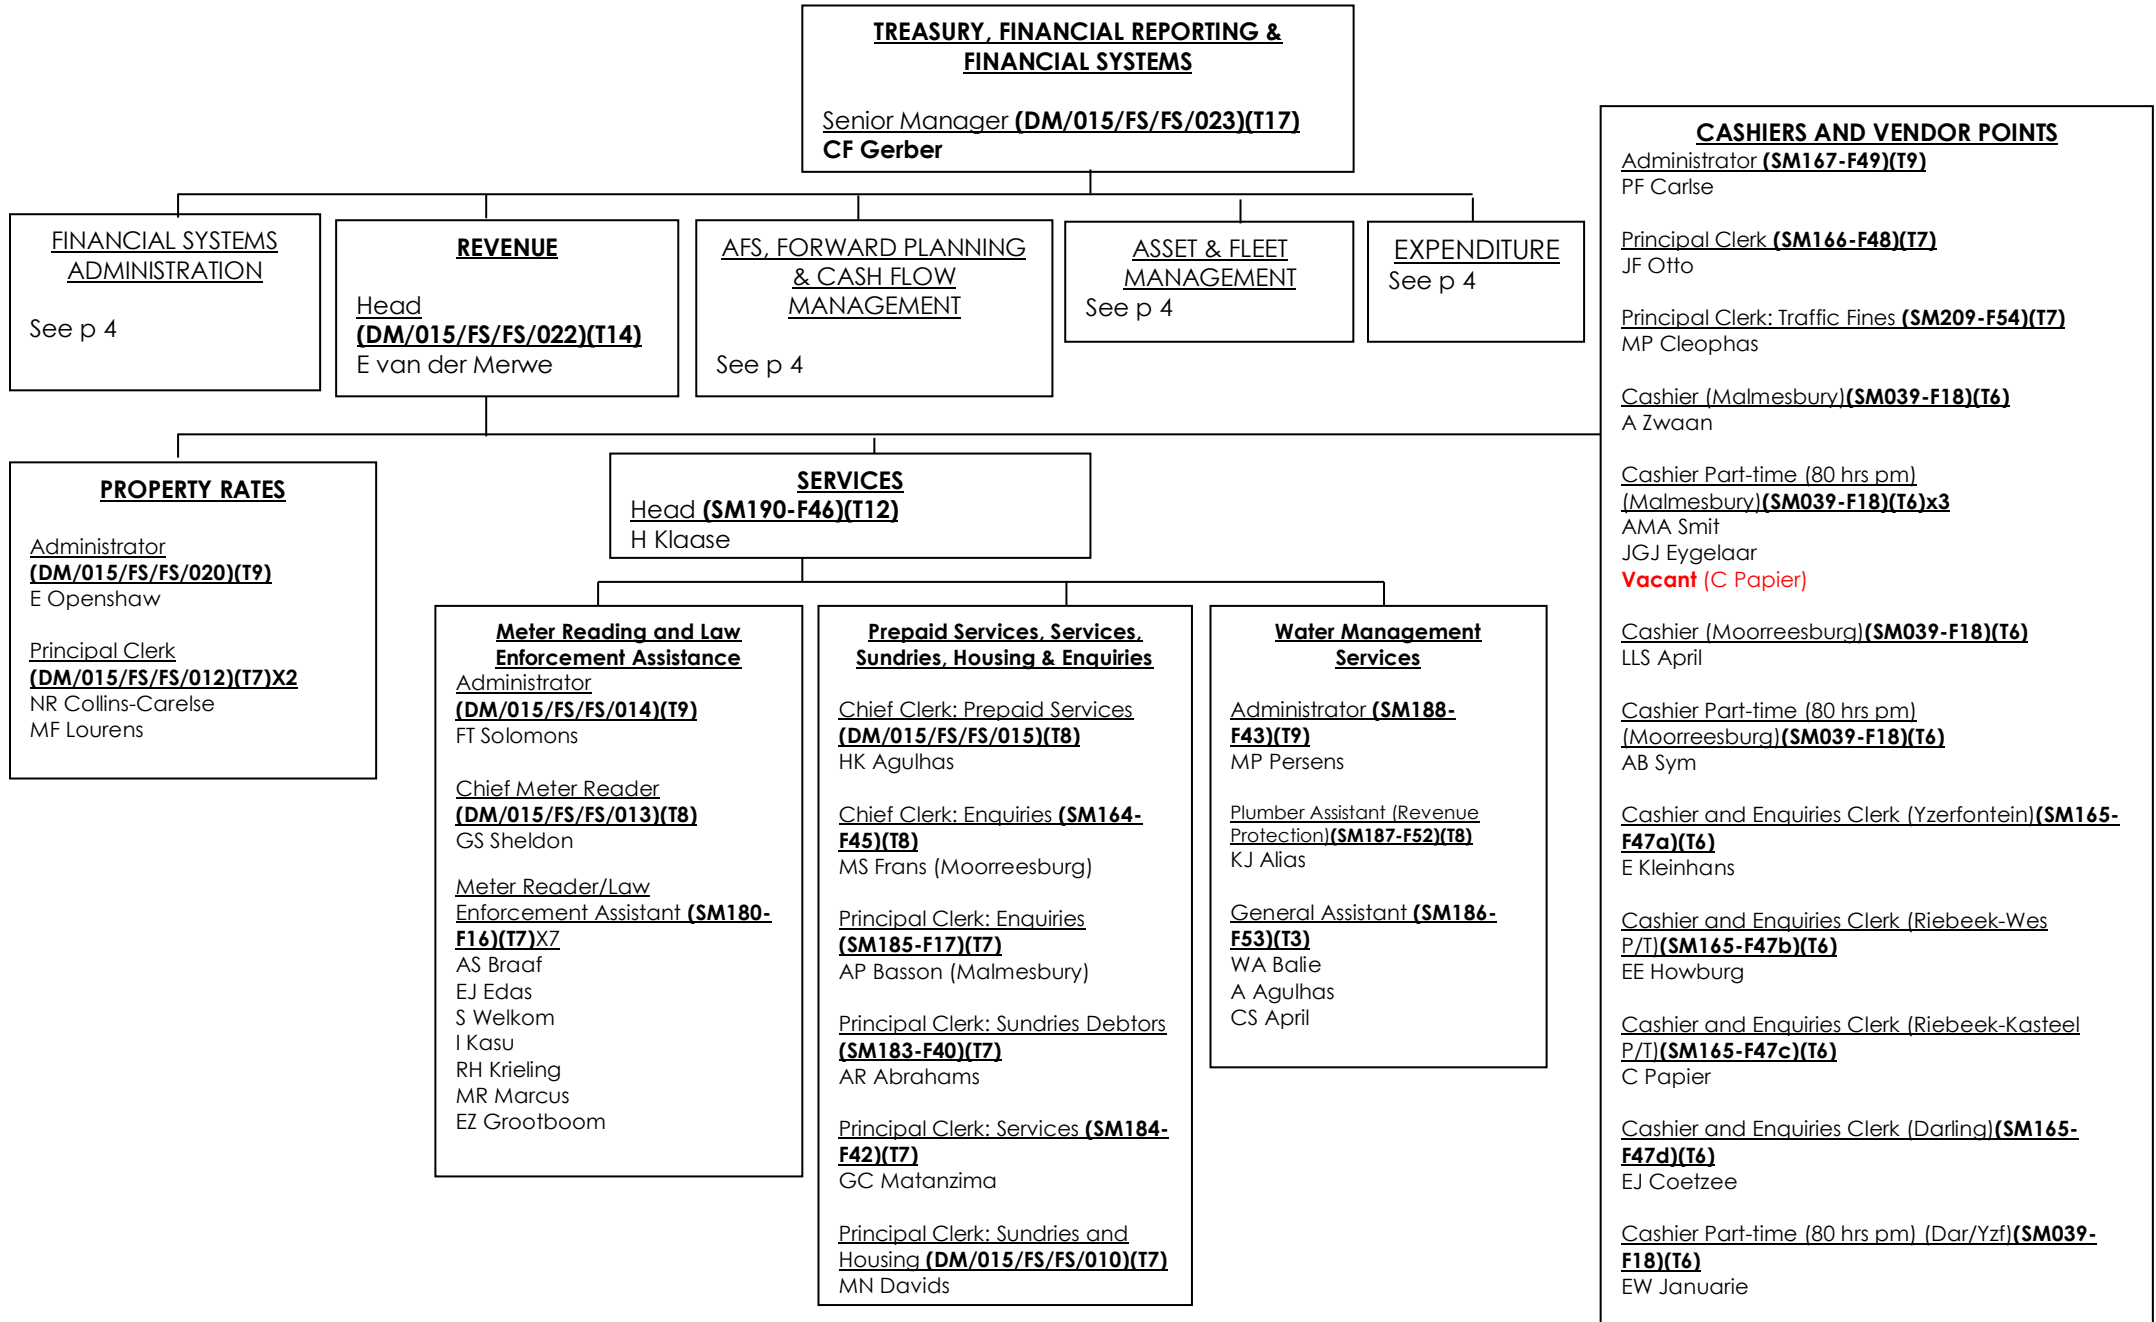 TREASURY, FINANCIAL REPORTING &
FINANCIAL SYSTEMS
Senior Manager (DM/015/FS/FS/023)(T17)
CF Gerber
FINANCIAL SYSTEMS
ADMINISTRATION
See p 4
REVENUE
Head
(DM/015/FS/FS/022)(T14)
E van der Merwe
AFS, FORWARD PLANNING
& CASH FLOW
MANAGEMENT
See p 4
ASSET & FLEET
MANAGEMENT
See p 4
EXPENDITURE
See p 4
PROPERTY RATES
Administrator
(DM/015/FS/FS/020)(T9)
E Openshaw
Principal Clerk
(DM/015/FS/FS/012)(T7)X2
NR Collins-Carelse
MF Lourens
SERVICES
Head (SM190-F46)(T12)
H Klaase
Meter Reading and Law
Enforcement Assistance
Administrator
(DM/015/FS/FS/014)(T9)
FT Solomons
Chief Meter Reader
(DM/015/FS/FS/013)(T8)
GS Sheldon
Meter Reader/Law
Enforcement Assistant (SM180-
F16)(T7)X7
AS Braaf
EJ Edas
S Welkom
I Kasu
RH Krieling
MR Marcus
EZ Grootboom
Prepaid Services, Services,
Sundries, Housing & Enquiries
Chief Clerk: Prepaid Services
(DM/015/FS/FS/015)(T8)
HK Agulhas
Chief Clerk: Enquiries (SM164-
F45)(T8)
MS Frans (Moorreesburg)
Principal Clerk: Enquiries
(SM185-F17)(T7)
AP Basson (Malmesbury)
Principal Clerk: Sundries Debtors
(SM183-F40)(T7)
AR Abrahams
Principal Clerk: Services (SM184-
F42)(T7)
GC Matanzima
Principal Clerk: Sundries and
Housing (DM/015/FS/FS/010)(T7)
MN Davids
Water Management
Services
Administrator (SM188-
F43)(T9)
MP Persens
Plumber Assistant (Revenue
Protection)(SM187-F52)(T8)
KJ Alias
General Assistant (SM186-
F53)(T3)
WA Balie
A Agulhas
CS April
CASHIERS AND VENDOR POINTS
Administrator (SM167-F49)(T9)
PF Carlse
Principal Clerk (SM166-F48)(T7)
JF Otto
Principal Clerk: Traffic Fines (SM209-F54)(T7)
MP Cleophas
Cashier (Malmesbury)(SM039-F18)(T6)
A Zwaan
Cashier Part-time (80 hrs pm)
(Malmesbury)(SM039-F18)(T6)x3
AMA Smit
JGJ Eygelaar
Vacant (C Papier)
Cashier (Moorreesburg)(SM039-F18)(T6)
LLS April
Cashier Part-time (80 hrs pm)
(Moorreesburg)(SM039-F18)(T6)
AB Sym
Cashier and Enquiries Clerk (Yzerfontein)(SM165-
F47a)(T6)
E Kleinhans
Cashier and Enquiries Clerk (Riebeek-Wes
P/T)(SM165-F47b)(T6)
EE Howburg
Cashier and Enquiries Clerk (Riebeek-Kasteel
P/T)(SM165-F47c)(T6)
C Papier
Cashier and Enquiries Clerk (Darling)(SM165-
F47d)(T6)
EJ Coetzee
Cashier Part-time (80 hrs pm) (Dar/Yzf)(SM039-
F18)(T6)
EW Januarie